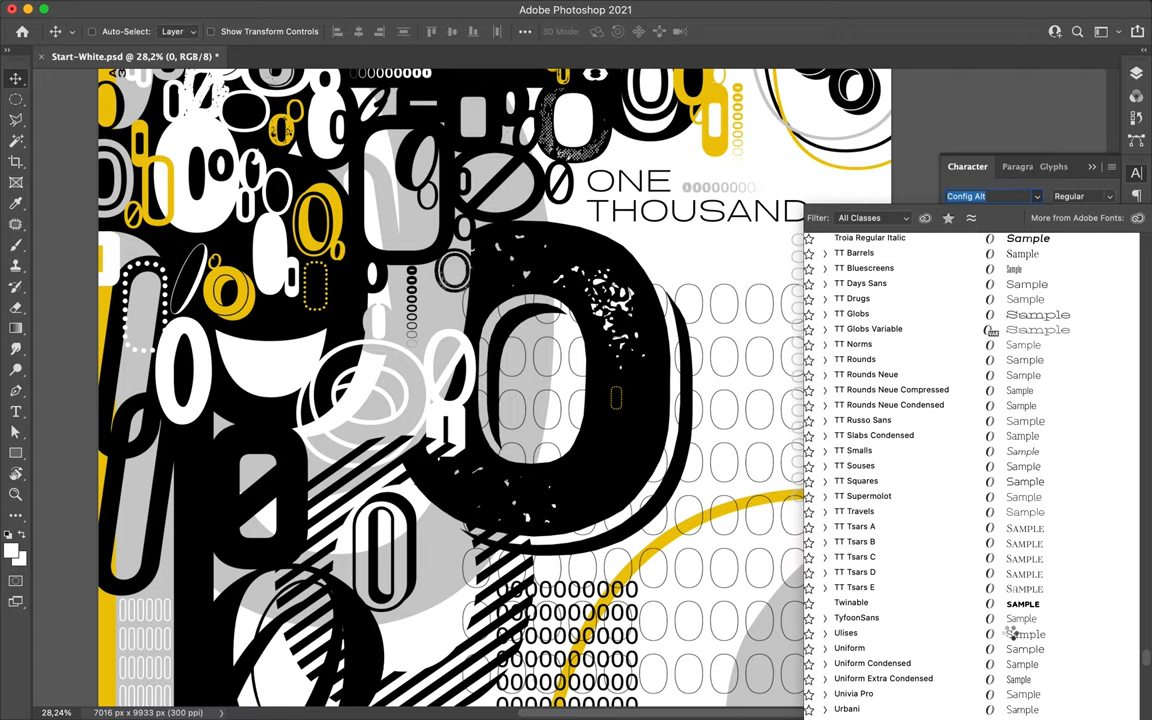 Adobe Photoshop 2021
Auto-Select: Layer Show Transform Controls 3D Mode:
Start-White.psd @ 28,2% (0, RGB/8) *
ONE
THOUSAND
Character Paragra Glyphs
Config Alt Regular
Filter: All Classes More from Adobe Fonts:
Troia Regular Italic Sample
TT Barrels Sample
TT Bluescreens Sample
TT Days Sans Sample
TT Drugs Sample
TT Globs Sample
TT Globs Variable Sample
TT Norms Sample
TT Rounds Sample
TT Rounds Neue Sample
TT Rounds Neue Compressed Sample
TT Rounds Neue Condensed Sample
TT Russo Sans Sample
TT Slabs Condensed Sample
TT Smalls Sample
TT Souses Sample
TT Squares Sample
TT Supermolot Sample
TT Travels Sample
TT Tsars A SAMPLE
TT Tsars B SAMPLE
TT Tsars C SAMPLE
TT Tsars D SAMPLE
TT Tsars E SAMPLE
Twinable SAMPLE
TyfoonSans Sample
Ulises Sample
Uniform Sample
Uniform Condensed Sample
Uniform Extra Condensed Sample
Univia Pro Sample
Urbani Sample
28,24% 7016 px x 9933 px (300 ppi)